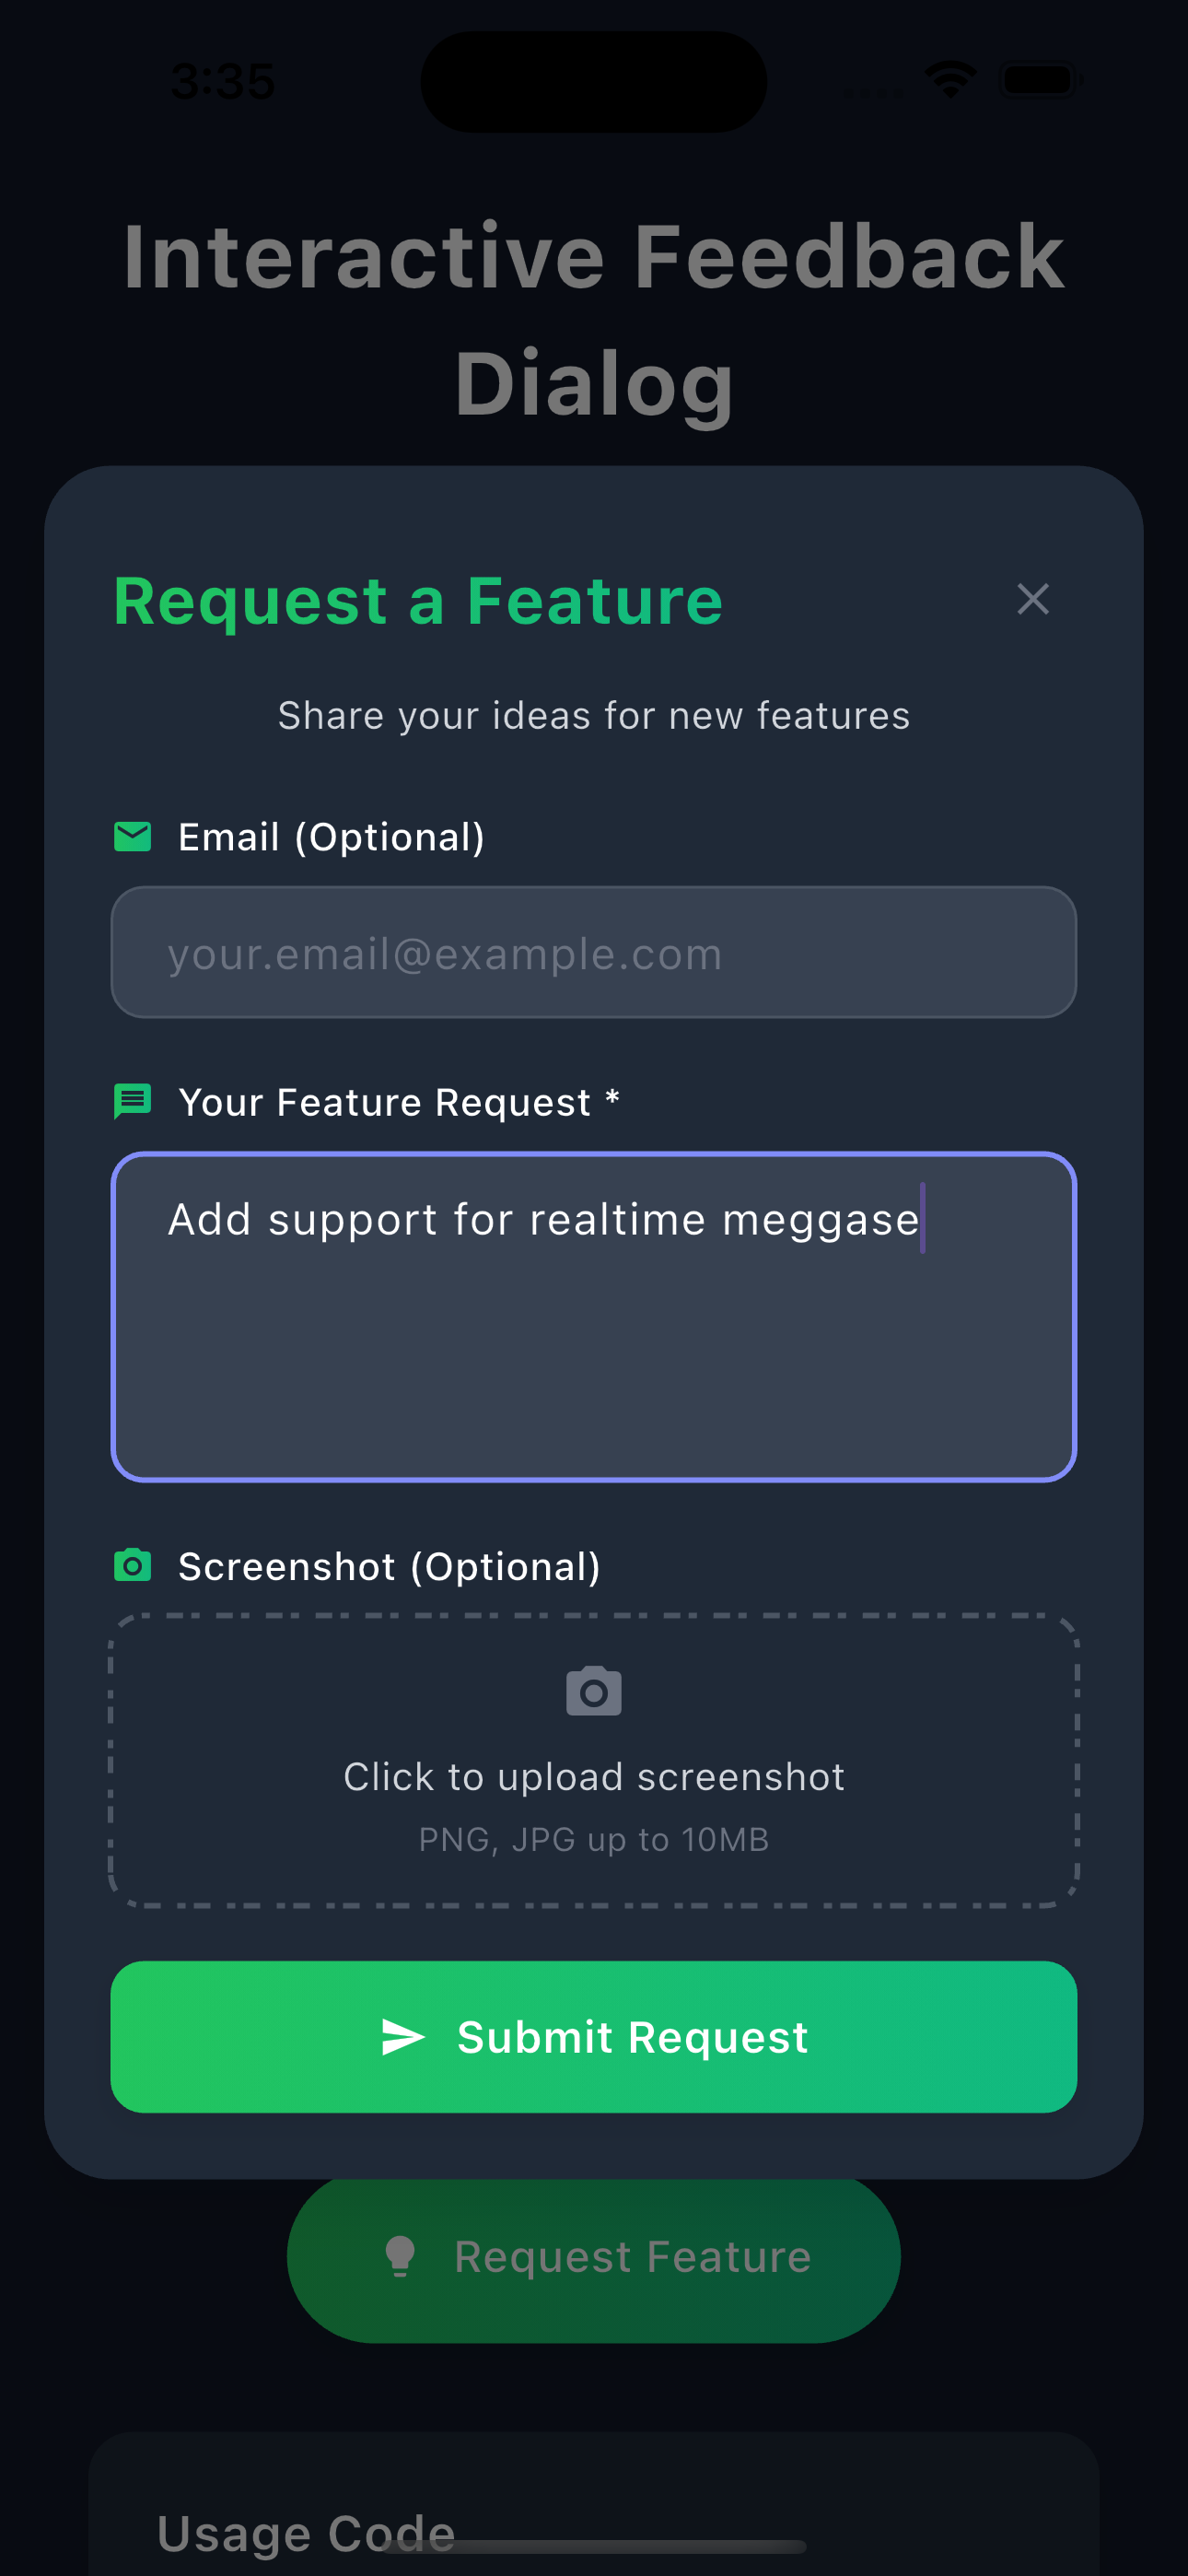 3:35
Interactive Feedback
Dialog
Request a Feature
Share your ideas for new features
Email (Optional)
your.email@example.com
Your Feature Request *
Add support for realtime meggase
Screenshot (Optional)
Click to upload screenshot
PNG, JPG up to 10MB
Submit Request
Request Feature
Usage Code